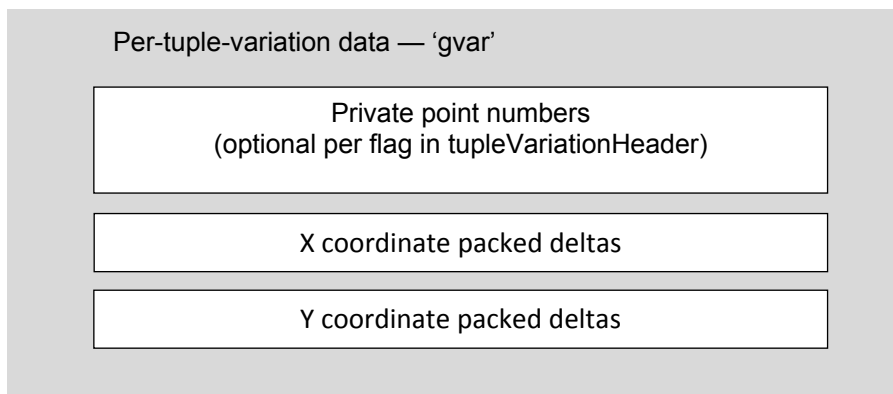 Per-tuple-variation data — ‘gvar’
Private point numbers
(optional per flag in tupleVariationHeader)
X coordinate packed deltas
Y coordinate packed deltas